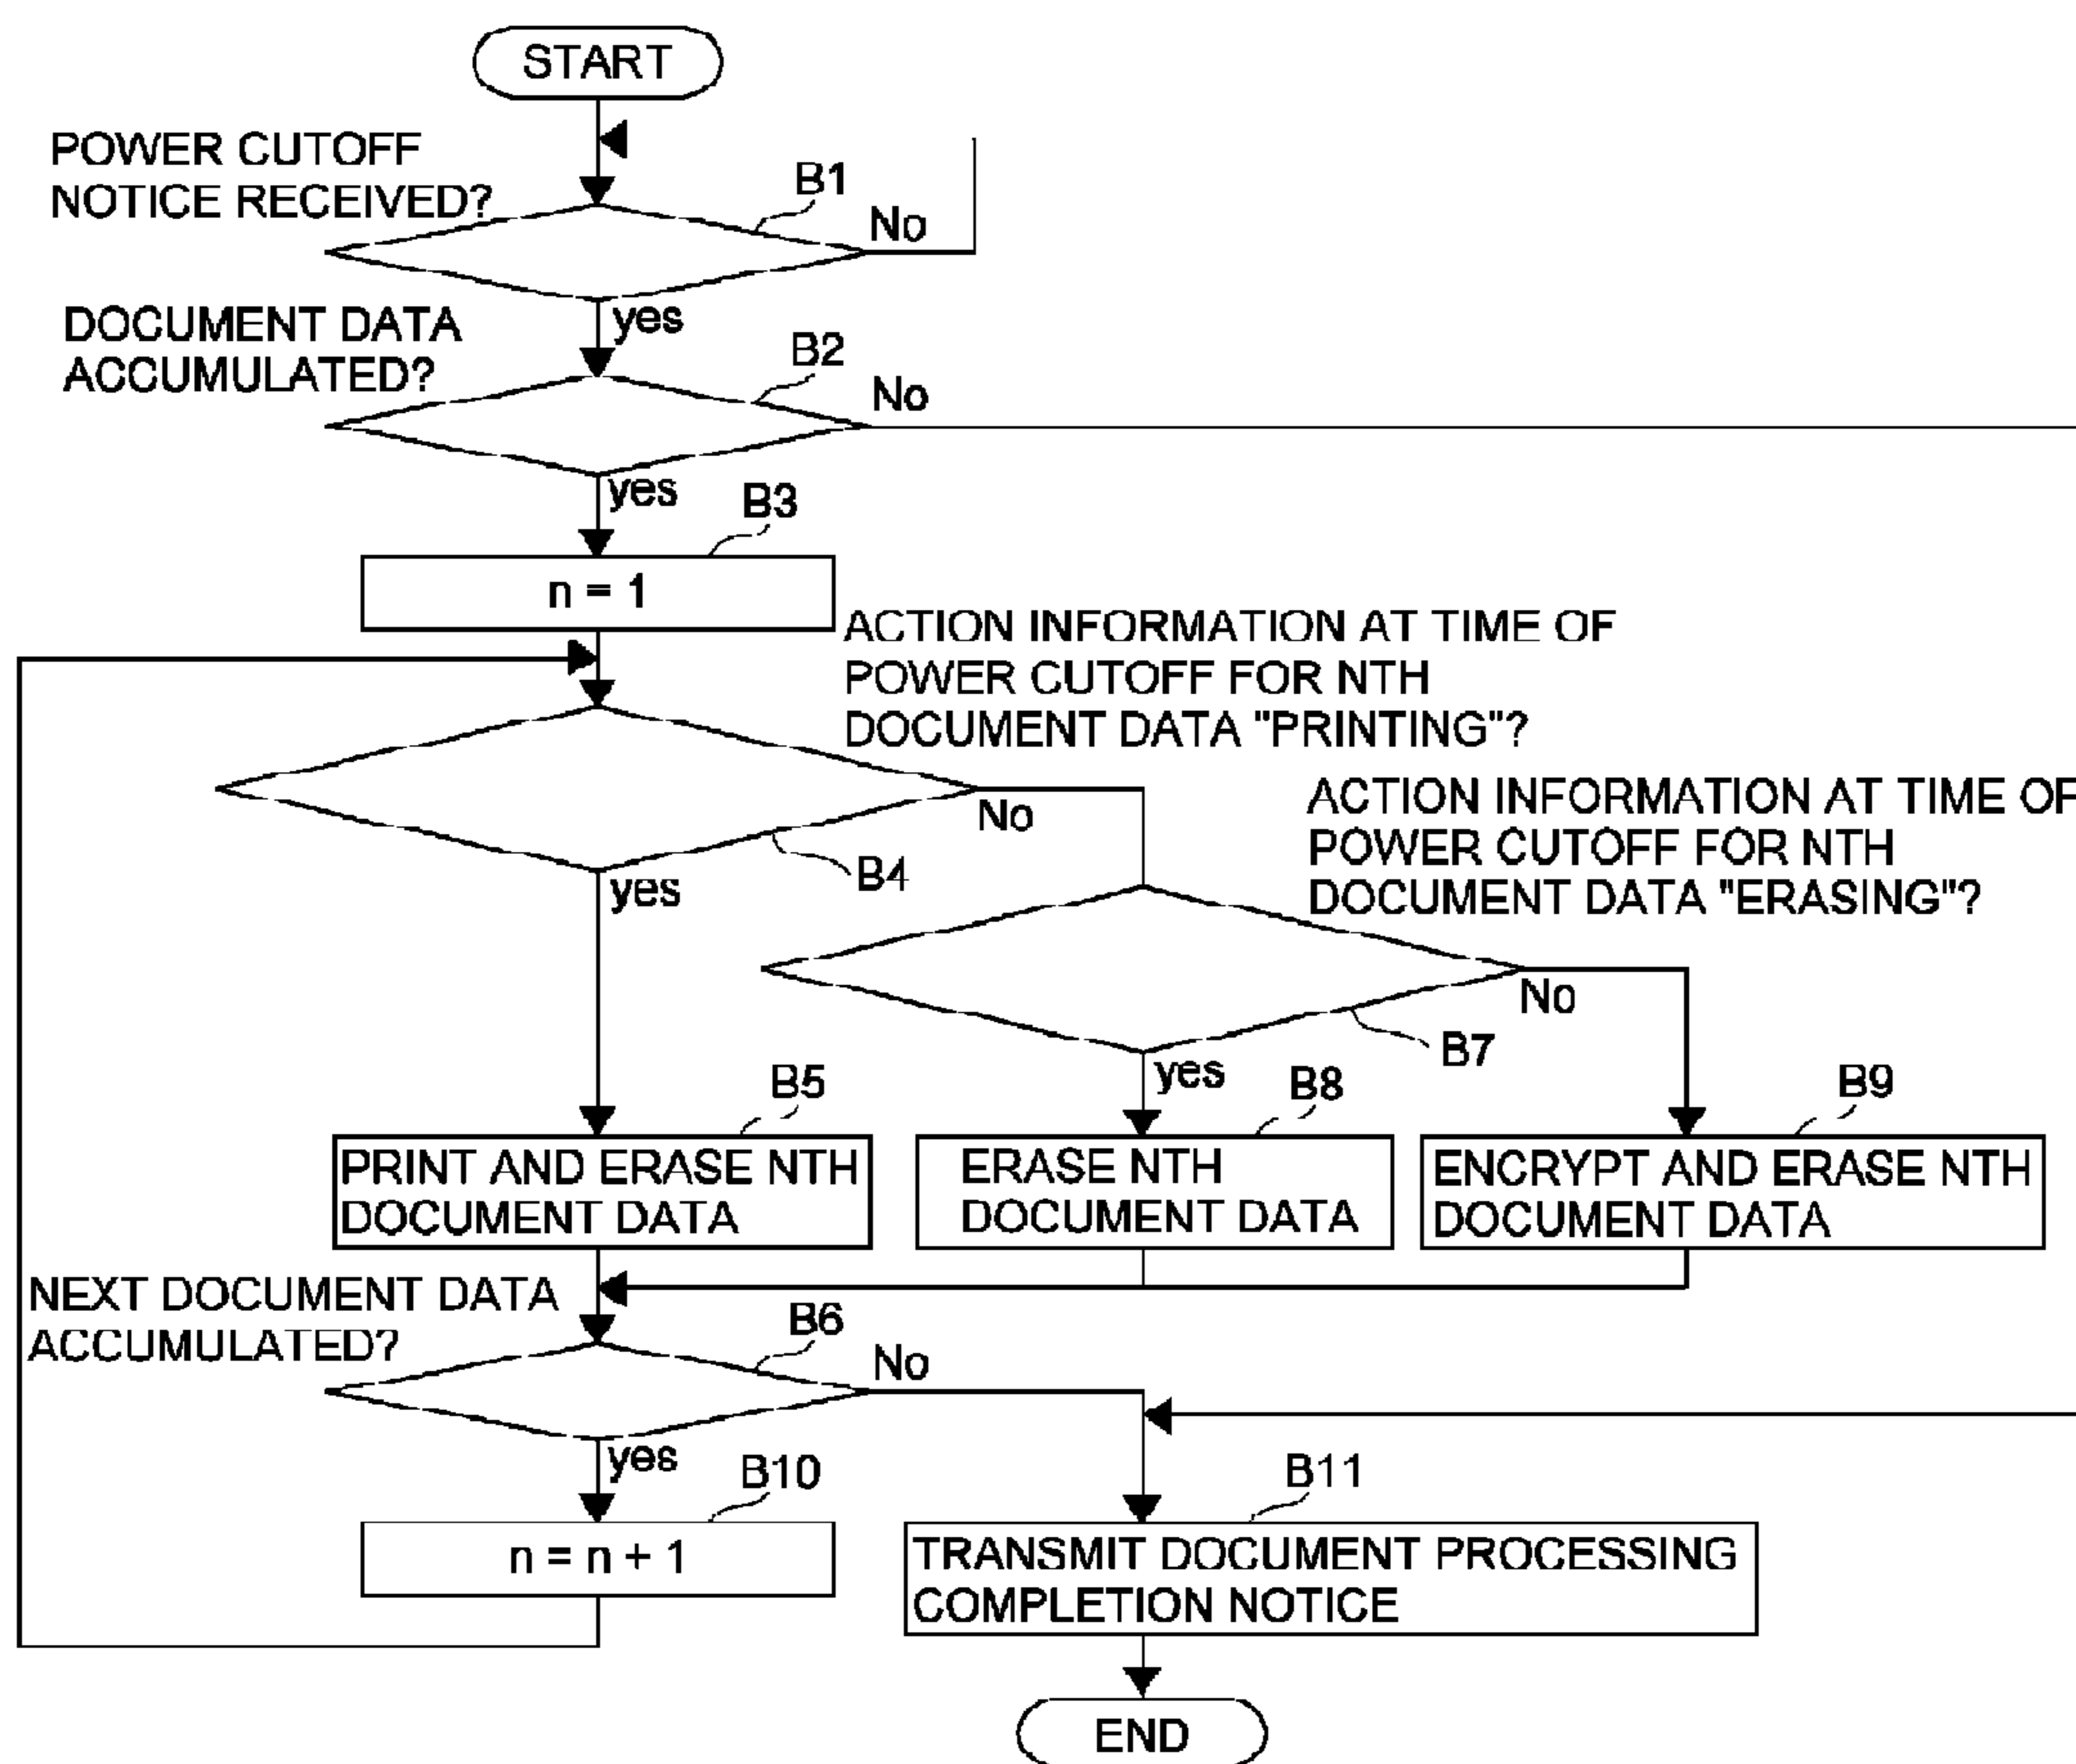 START
POWER CUTOFF
NOTICE RECEIVED?
B1
No
yes
DOCUMENT DATA
ACCUMULATED?
B2
No
yes
B3
n = 1
ACTION INFORMATION AT TIME OF
POWER CUTOFF FOR NTH
DOCUMENT DATA "PRINTING"?
No
B4
yes
ACTION INFORMATION AT TIME OF
POWER CUTOFF FOR NTH
DOCUMENT DATA "ERASING"?
No
B7
yes
B5
PRINT AND ERASE NTH
DOCUMENT DATA
B8
ERASE NTH
DOCUMENT DATA
B9
ENCRYPT AND ERASE NTH
DOCUMENT DATA
NEXT DOCUMENT DATA
ACCUMULATED?
B6
No
yes
B10
n = n + 1
B11
TRANSMIT DOCUMENT PROCESSING
COMPLETION NOTICE
END